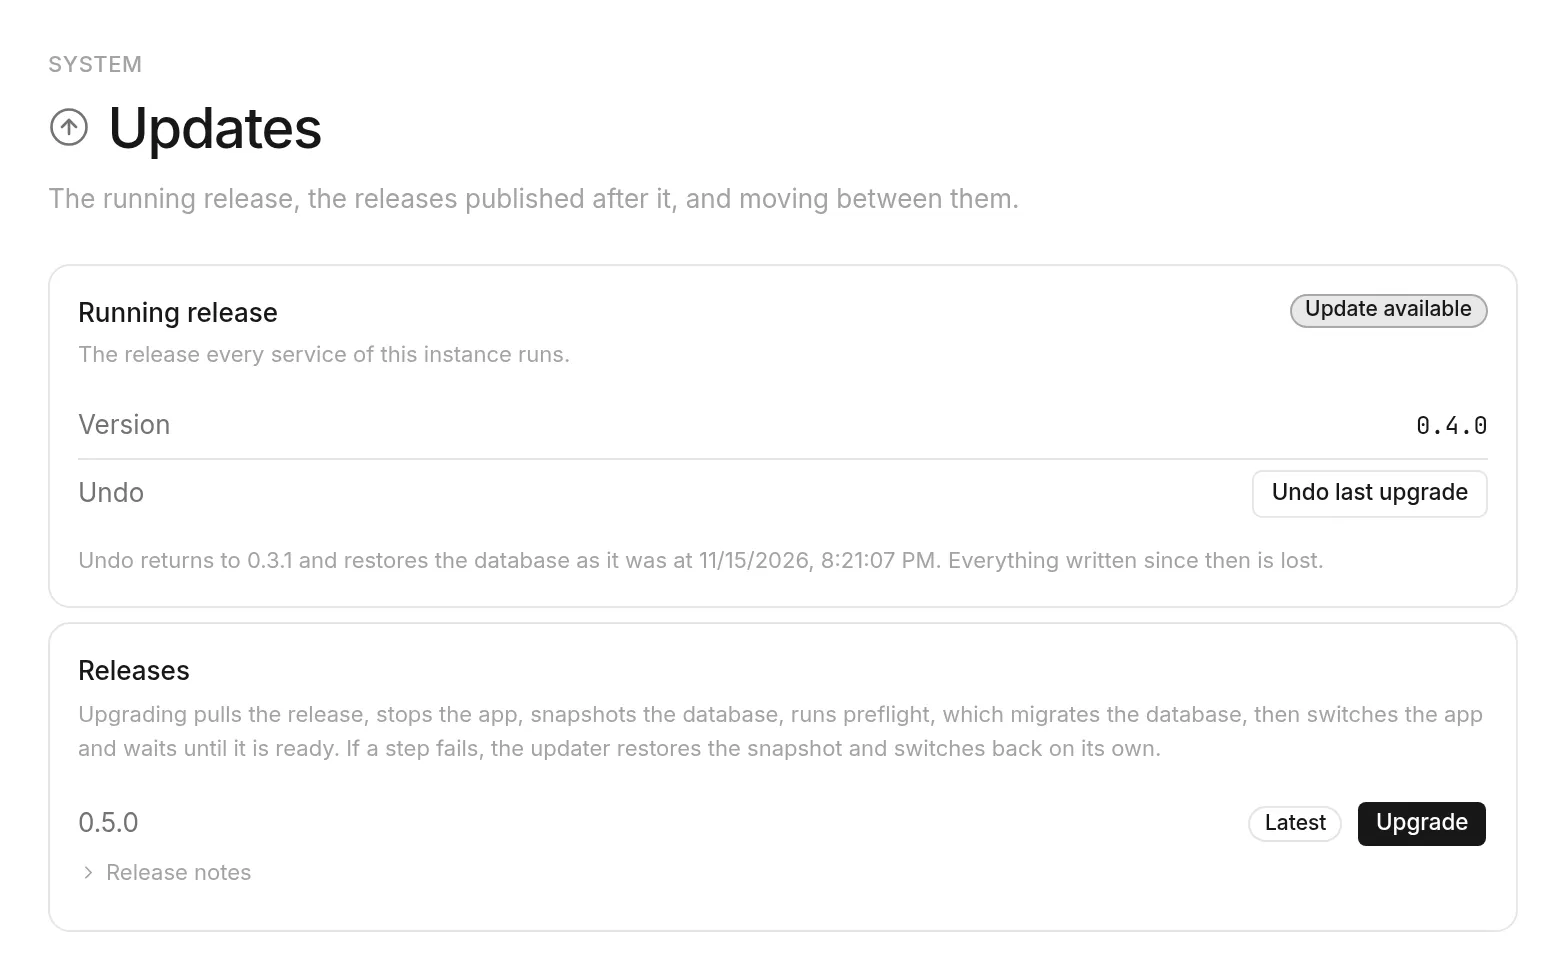 SYSTEM
Updates
The running release, the releases published after it, and moving between them.
Running release
Update available
The release every service of this instance runs.
Version
0.4.0
Undo
Undo last upgrade
Undo returns to 0.3.1 and restores the database as it was at 11/15/2026, 8:21:07 PM. Everything written since then is lost.
Releases
Upgrading pulls the release, stops the app, snapshots the database, runs preflight, which migrates the database, then switches the app
and waits until it is ready. If a step fails, the updater restores the snapshot and switches back on its own.
0.5.0
Latest
Upgrade
Release notes